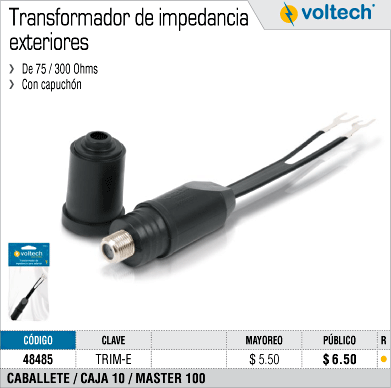 Transformador de impedancia
exteriores
voltech®
De 75 / 300 Ohms
Con capuchón
voltech
CÓDIGO CLAVE MAYOREO PÚBLICO R
48485 TRIM-E $ 5.50 $ 6.50
CABALLETE / CAJA 10 / MASTER 100